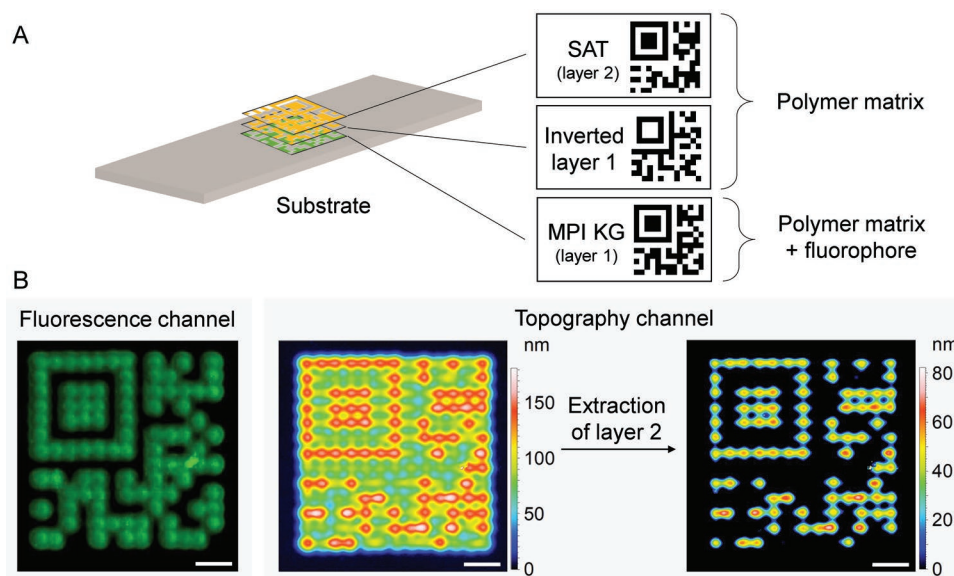 A
SAT
(layer 2)
Inverted
layer 1
MPI KG
(layer 1)
Polymer matrix
Polymer matrix
+ fluorophore
Substrate
B
Fluorescence channel
Topography channel
nm
150
100
50
0
Extraction
of layer 2
nm
80
60
40
20
0